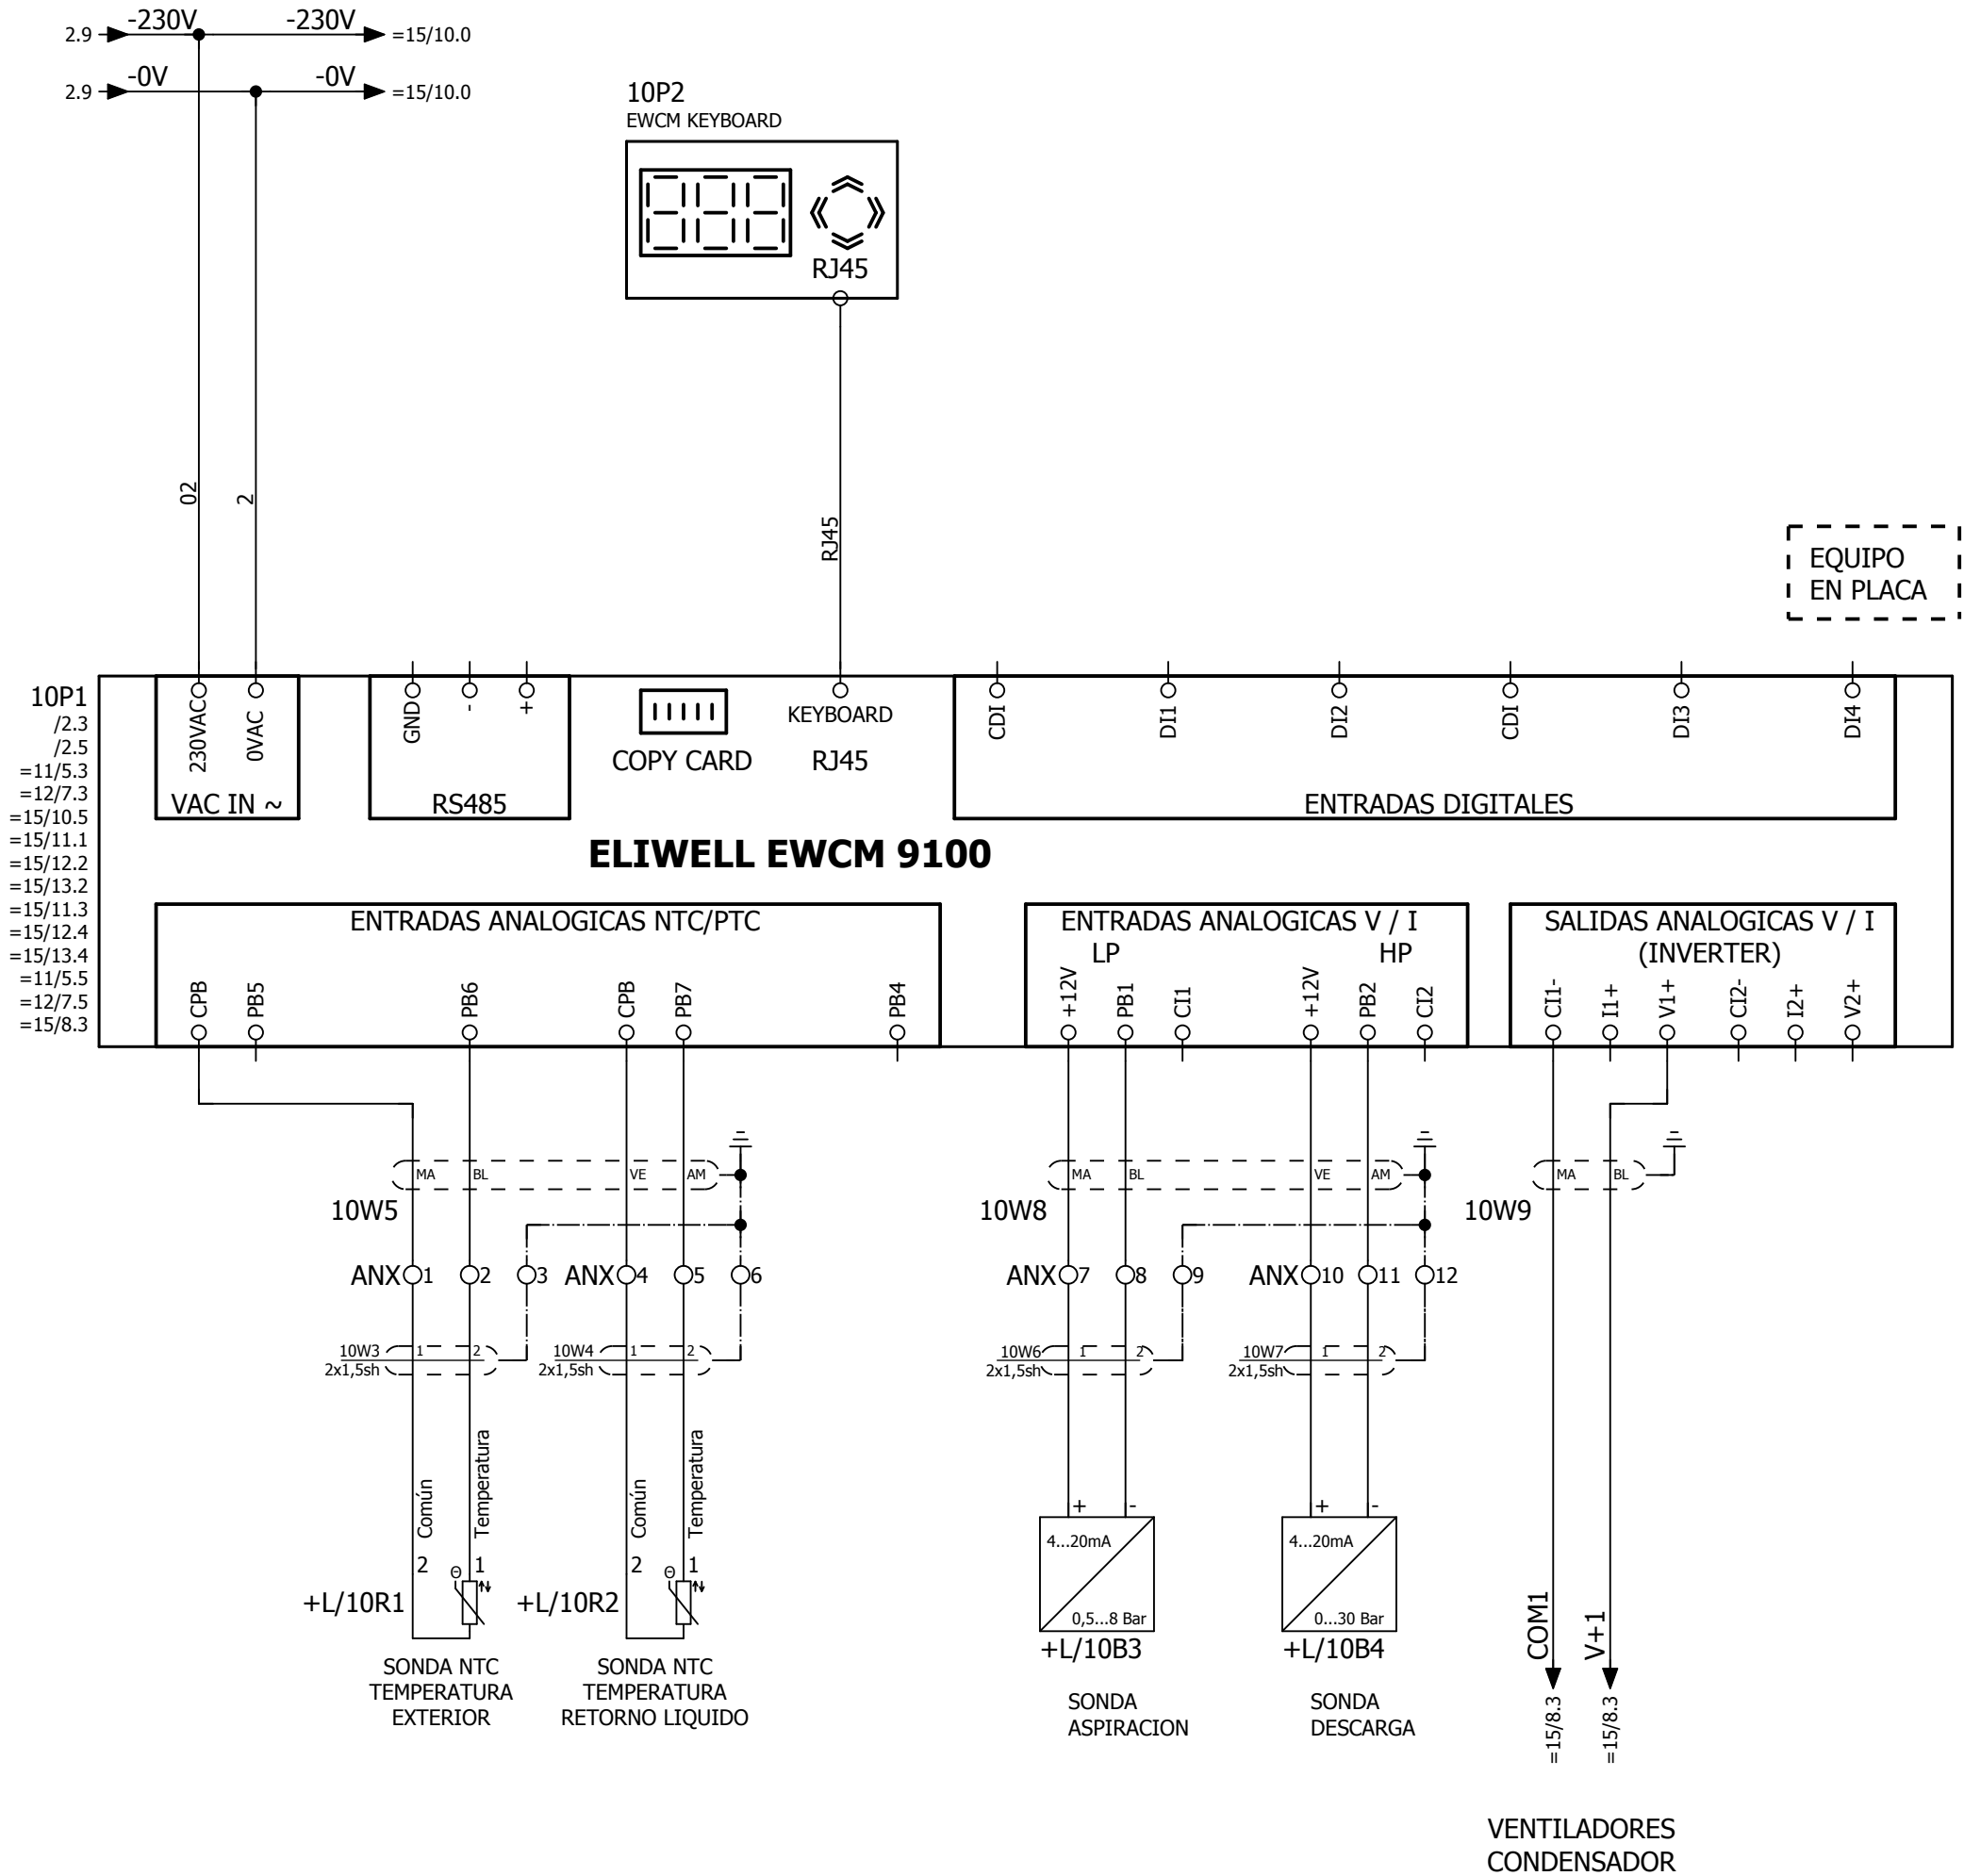 -230V -230V
2.9 =15/10.0
-0V -0V
2.9 =15/10.0
10P2
EWCM KEYBOARD
RJ45
02 2 RJ45
EQUIPO
EN PLACA
10P1
/2.3
/2.5
=11/5.3
=12/7.3
=15/10.5
=15/11.1
=15/12.2
=15/13.2
=15/11.3
=15/12.4
=15/13.4
=11/5.5
=12/7.5
=15/8.3
230VAC 0VAC
VAC IN ~
GND - +
RS485
COPY CARD
KEYBOARD
RJ45
CDI DI1 DI2 CDI DI3 DI4
ENTRADAS DIGITALES
ELIWELL EWCM 9100
ENTRADAS ANALOGICAS NTC/PTC
CPB PB5 PB6 CPB PB7 PB4
ENTRADAS ANALOGICAS V / I
LP HP
+12V PB1 CI1 +12V PB2 CI2
SALIDAS ANALOGICAS V / I
(INVERTER)
CI1- I1+ V1+ CI2- I2+ V2+
MA BL VE AM
10W5
MA BL VE AM
10W8
MA BL
10W9
ANX 1 2 3 ANX 4 5 6
ANX 7 8 9 ANX 10 11 12
10W3 1 2
2x1,5sh
10W4 1 2
2x1,5sh
10W6 1 2
2x1,5sh
10W7 1 2
2x1,5sh
Común Temperatura
2 1
Θ
+L/10R1
SONDA NTC
TEMPERATURA
EXTERIOR
Común Temperatura
2 1
Θ
+L/10R2
SONDA NTC
TEMPERATURA
RETORNO LIQUIDO
+ -
4...20mA
0,5...8 Bar
+L/10B3
SONDA
ASPIRACION
+ -
4...20mA
0...30 Bar
+L/10B4
SONDA
DESCARGA
COM1 V+1
=15/8.3 =15/8.3
VENTILADORES
CONDENSADOR